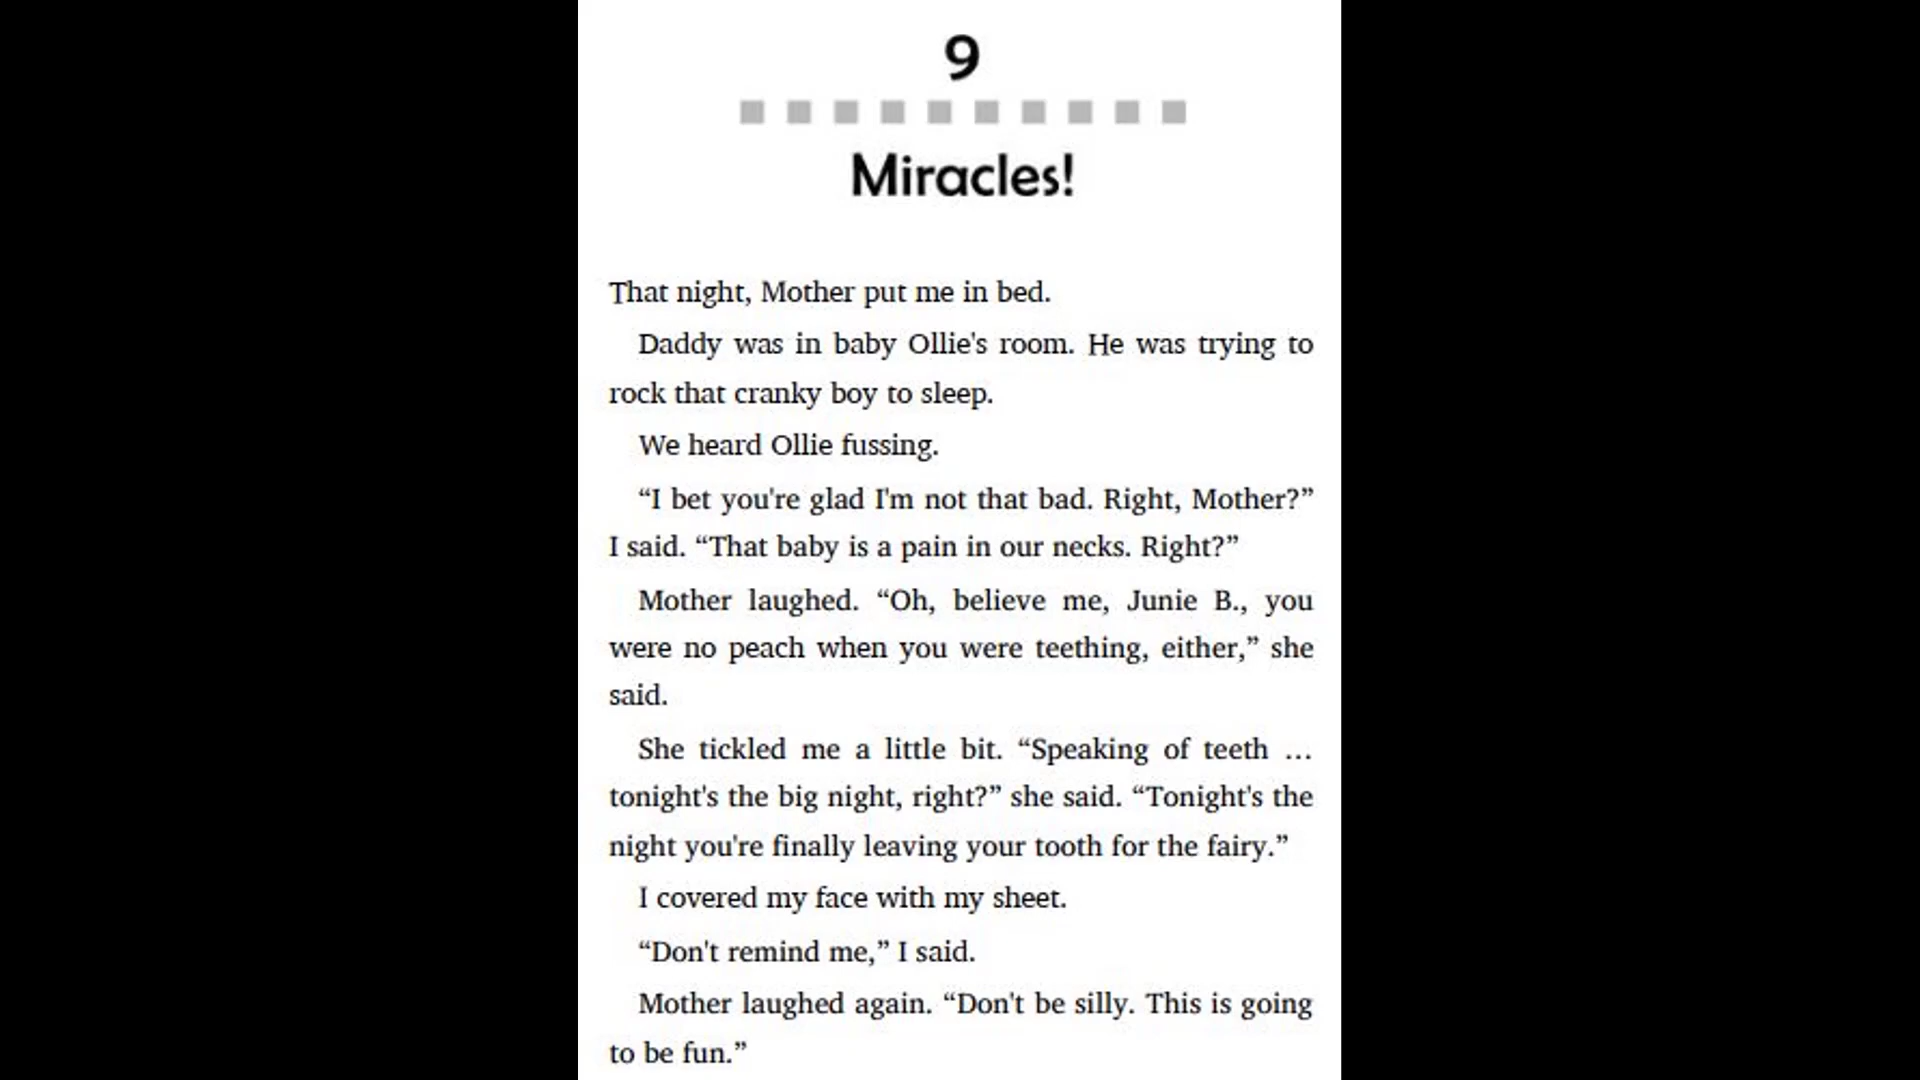 9
Miracles!
That night, Mother put me in bed.
Daddy was in baby Ollie's room. He was trying to
rock that cranky boy to sleep.
We heard Ollie fussing.
“I bet you're glad I'm not that bad. Right, Mother?”
I said. “That baby is a pain in our necks. Right?”
Mother laughed. “Oh, believe me, Junie B., you
were no peach when you were teething, either,” she
said.
She tickled me a little bit. “Speaking of teeth …
tonight's the big night, right?” she said. “Tonight's the
night you're finally leaving your tooth for the fairy.”
I covered my face with my sheet.
“Don't remind me,” I said.
Mother laughed again. “Don't be silly. This is going
to be fun.”